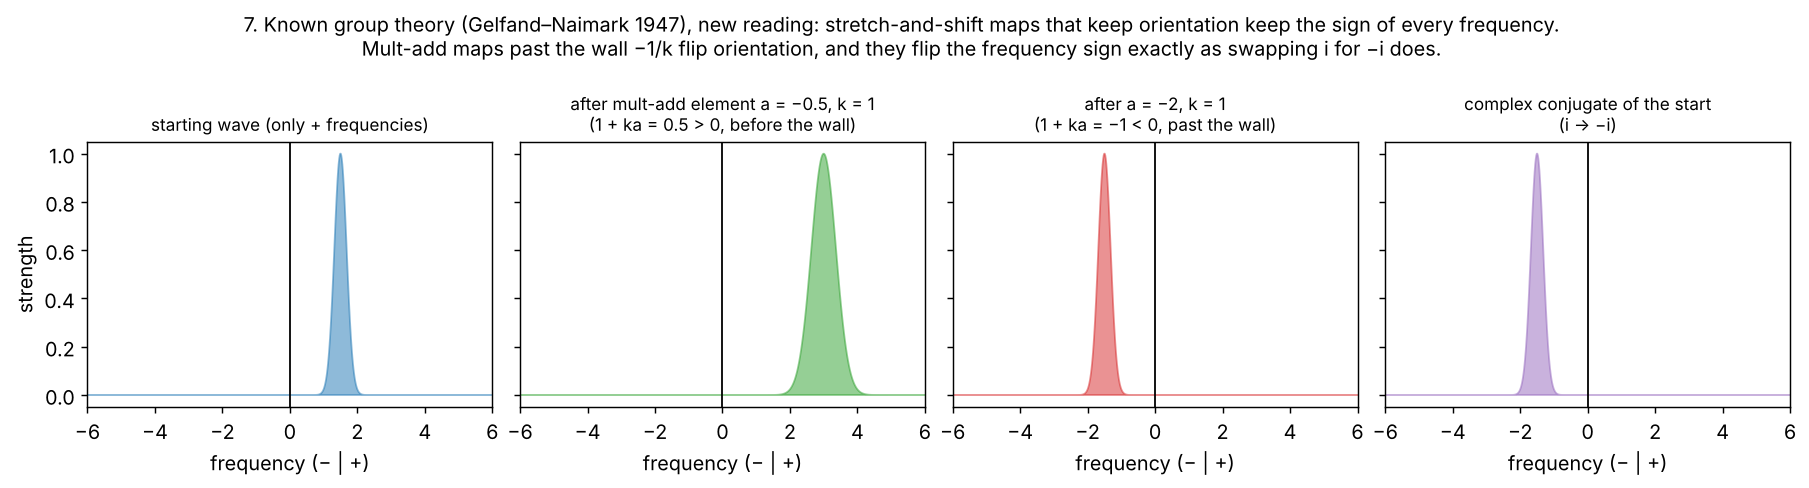 7. Known group theory (Gelfand–Naimark 1947), new reading: stretch-and-shift maps that keep orientation keep the sign of every frequency.
Mult-add maps past the wall −1/k flip orientation, and they flip the frequency sign exactly as swapping i for −i does.
starting wave (only + frequencies)
after mult-add element a = −0.5, k = 1
(1 + ka = 0.5 > 0, before the wall)
after a = −2, k = 1
(1 + ka = −1 < 0, past the wall)
complex conjugate of the start
(i → −i)
strength
1.0
0.8
0.6
0.4
0.2
0.0
−6 −4 −2 0 2 4 6
−6 −4 −2 0 2 4 6
−6 −4 −2 0 2 4 6
−6 −4 −2 0 2 4 6
frequency (− | +)
frequency (− | +)
frequency (− | +)
frequency (− | +)